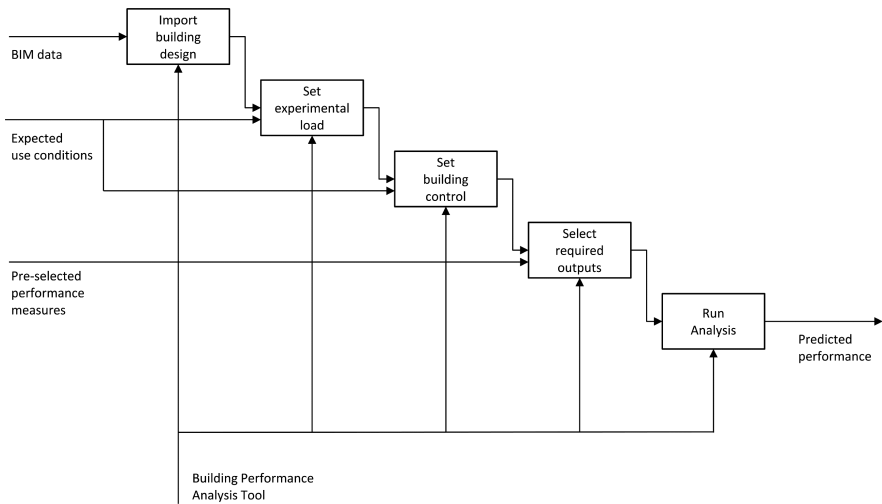 Import
building
design
BIM data
Set
experimental
load
Expected
use conditions
Set
building
control
Select
required
outputs
Pre-selected
performance
measures
Run
Analysis
Predicted
performance
Building Performance
Analysis Tool